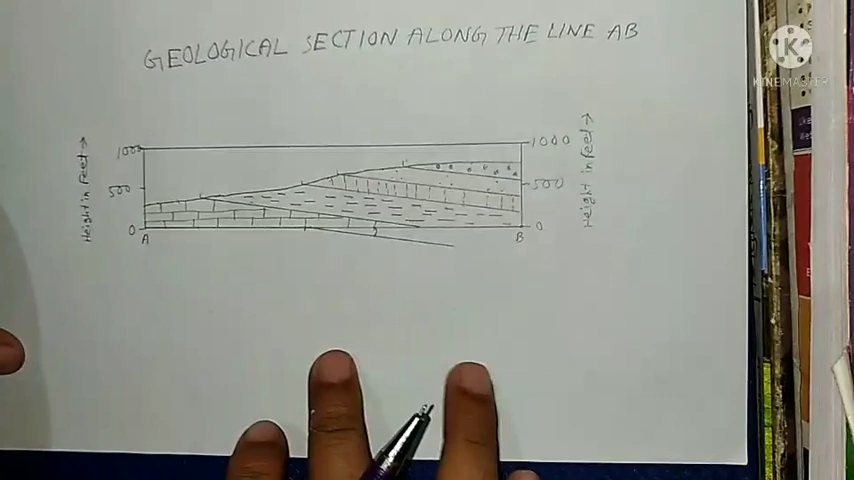 GEOLOGICAL SECTION ALONG THE LINE AB
K
KINEMASTER
1000
500
0
A
Height in feet →
1000
500
0
B
Height in feet →